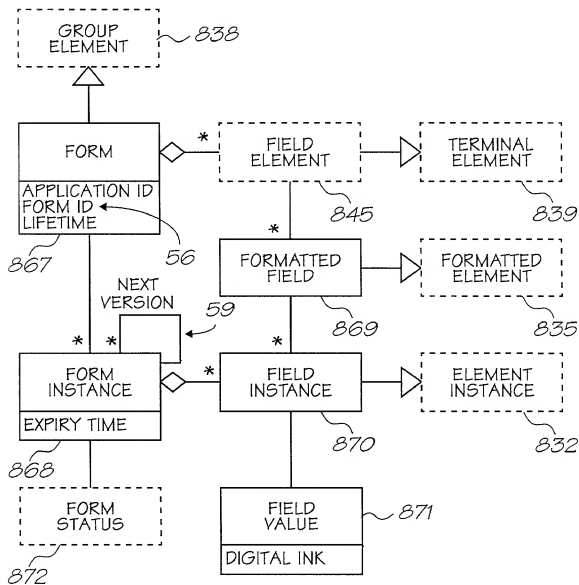 GROUP
ELEMENT
838
FORM
APPLICATION ID
FORM ID
LIFETIME
867
56
*
FIELD
ELEMENT
845
TERMINAL
ELEMENT
839
*
FORMATTED
FIELD
869
FORMATTED
ELEMENT
835
NEXT
VERSION
59
*
*
*
*
FORM
INSTANCE
EXPIRY TIME
868
FIELD
INSTANCE
870
ELEMENT
INSTANCE
832
FORM
STATUS
872
FIELD
VALUE
DIGITAL INK
871